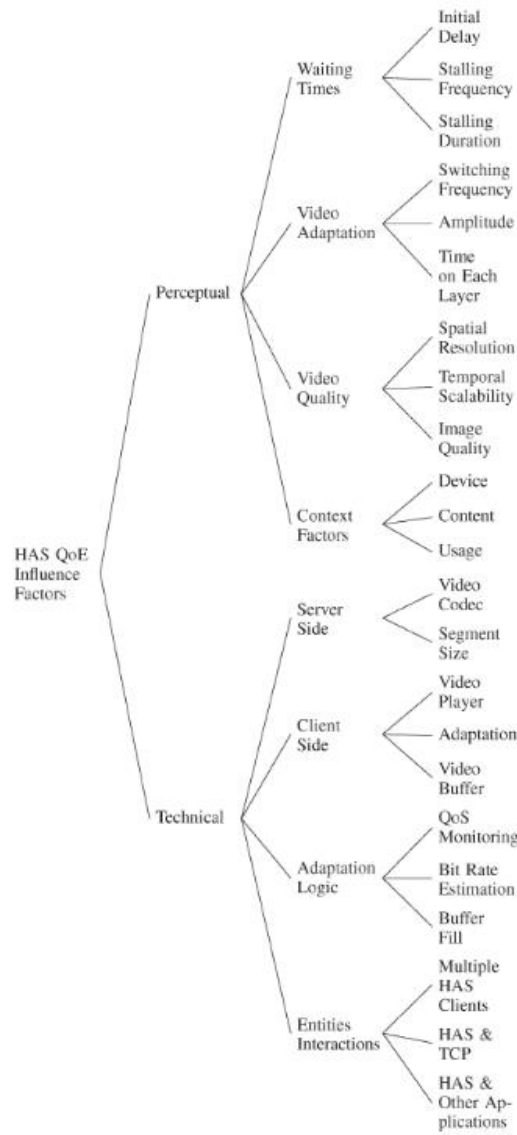 Initial
Delay
Waiting
Times
Stalling
Frequency
Stalling
Duration
Switching
Frequency
Video
Adaptation
Amplitude
Time
on Each
Layer
Perceptual
Spatial
Resolution
Video
Quality
Temporal
Scalability
Image
Quality
Device
Context
Factors
Content
Usage
HAS QoE
Influence
Factors
Server
Side
Video
Codec
Segment
Size
Video
Player
Client
Side
Adaptation
Video
Buffer
Technical
QoS
Monitoring
Adaptation
Logic
Bit Rate
Estimation
Buffer
Fill
Multiple
HAS
Clients
Entities
Interactions
HAS &
TCP
HAS &
Other Ap-
plications